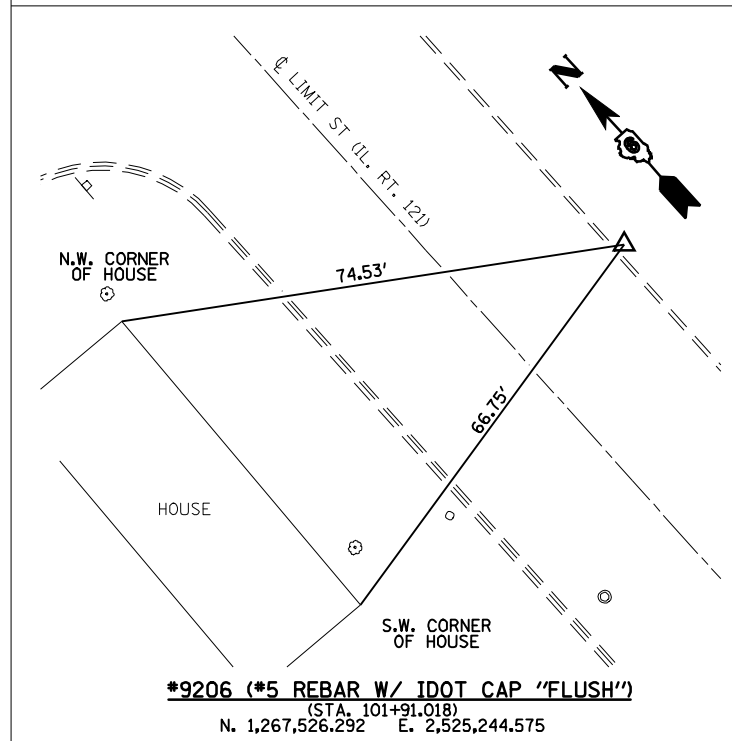 N
6
℄ LIMIT ST (IL. RT. 121)
N.W. CORNER
OF HOUSE
74.53'
66.75'
HOUSE
S.W. CORNER
OF HOUSE
#9206 (#5 REBAR W/ IDOT CAP "FLUSH")
(STA. 101+91.018)
N. 1,267,526.292 E. 2,525,244.575